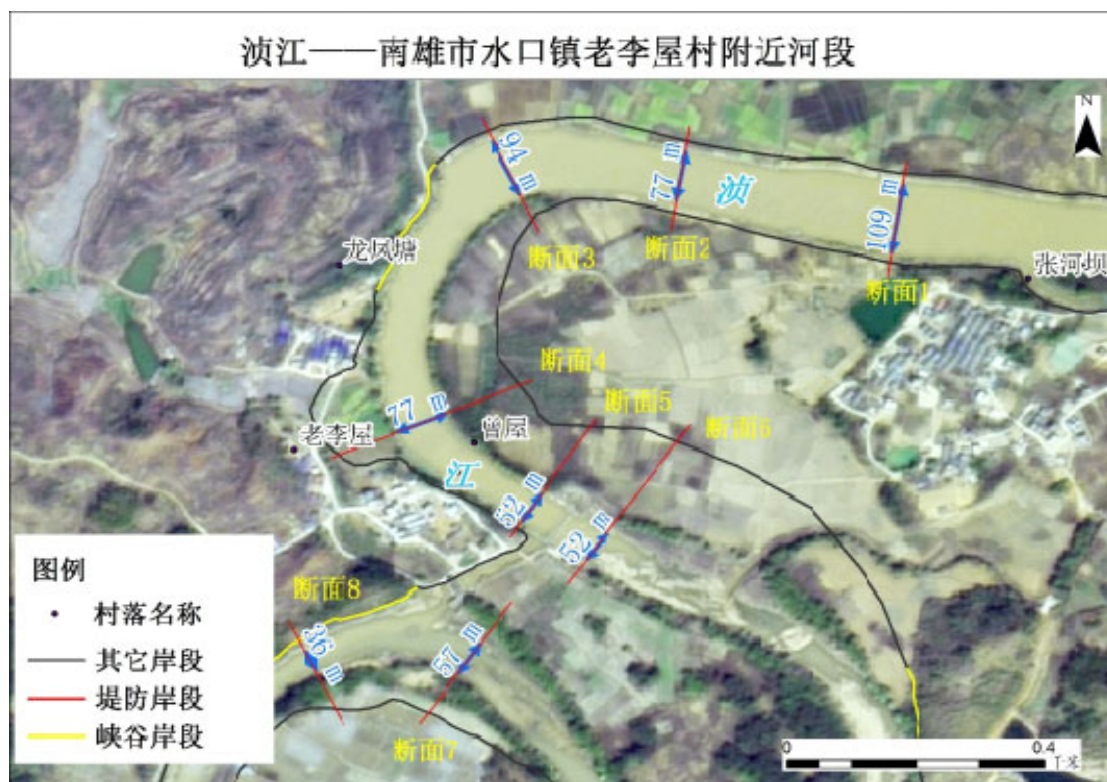 浈江——南雄市水口镇老李屋村附近河段
N
94 m
77 m
浈
109 m
龙凤塘
断面3
断面2
张河坝
断面1
断面4
77 m
断面5
断面6
老李屋
曾屋
江
52 m
52 m
图例
断面8
村落名称
36 m
57 m
其它岸段
堤防岸段
峡谷岸段
断面7
0
0.4
千米